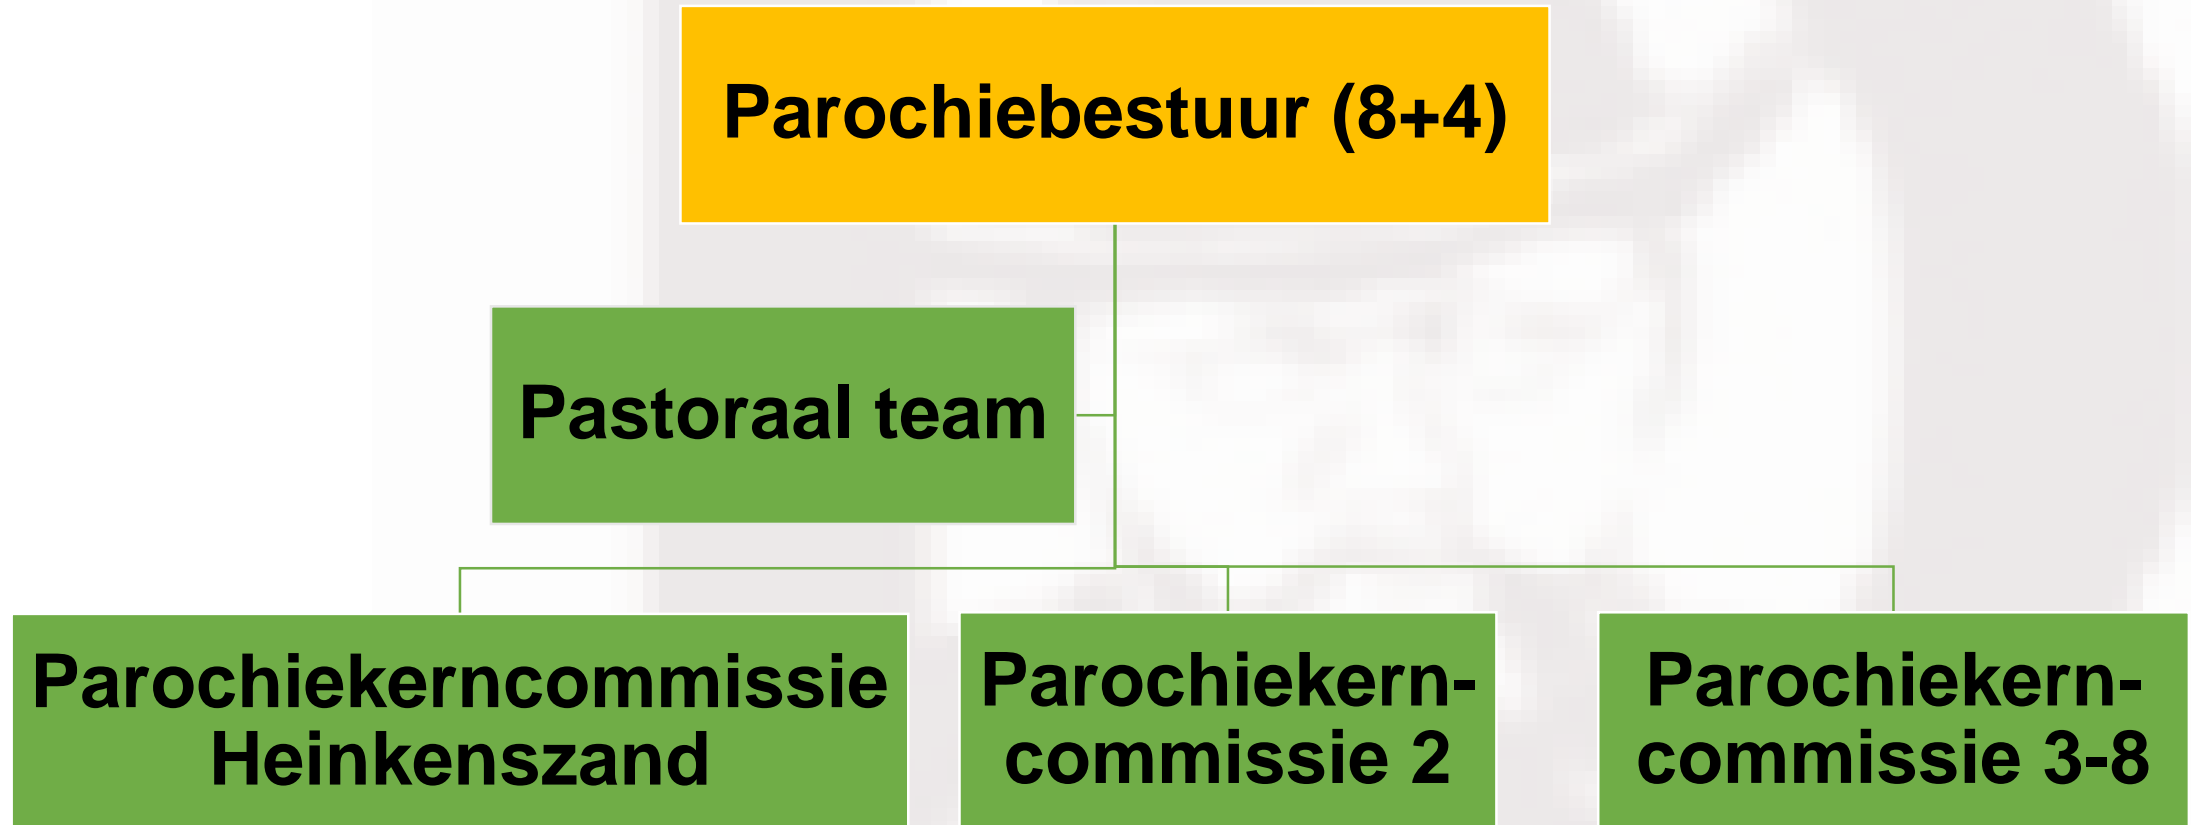 Parochiebestuur (8+4)
Pastoraal team
Parochiekerncommissie
Heinkenszand
Parochiekern-
commissie 2
Parochiekern-
commissie 3-8